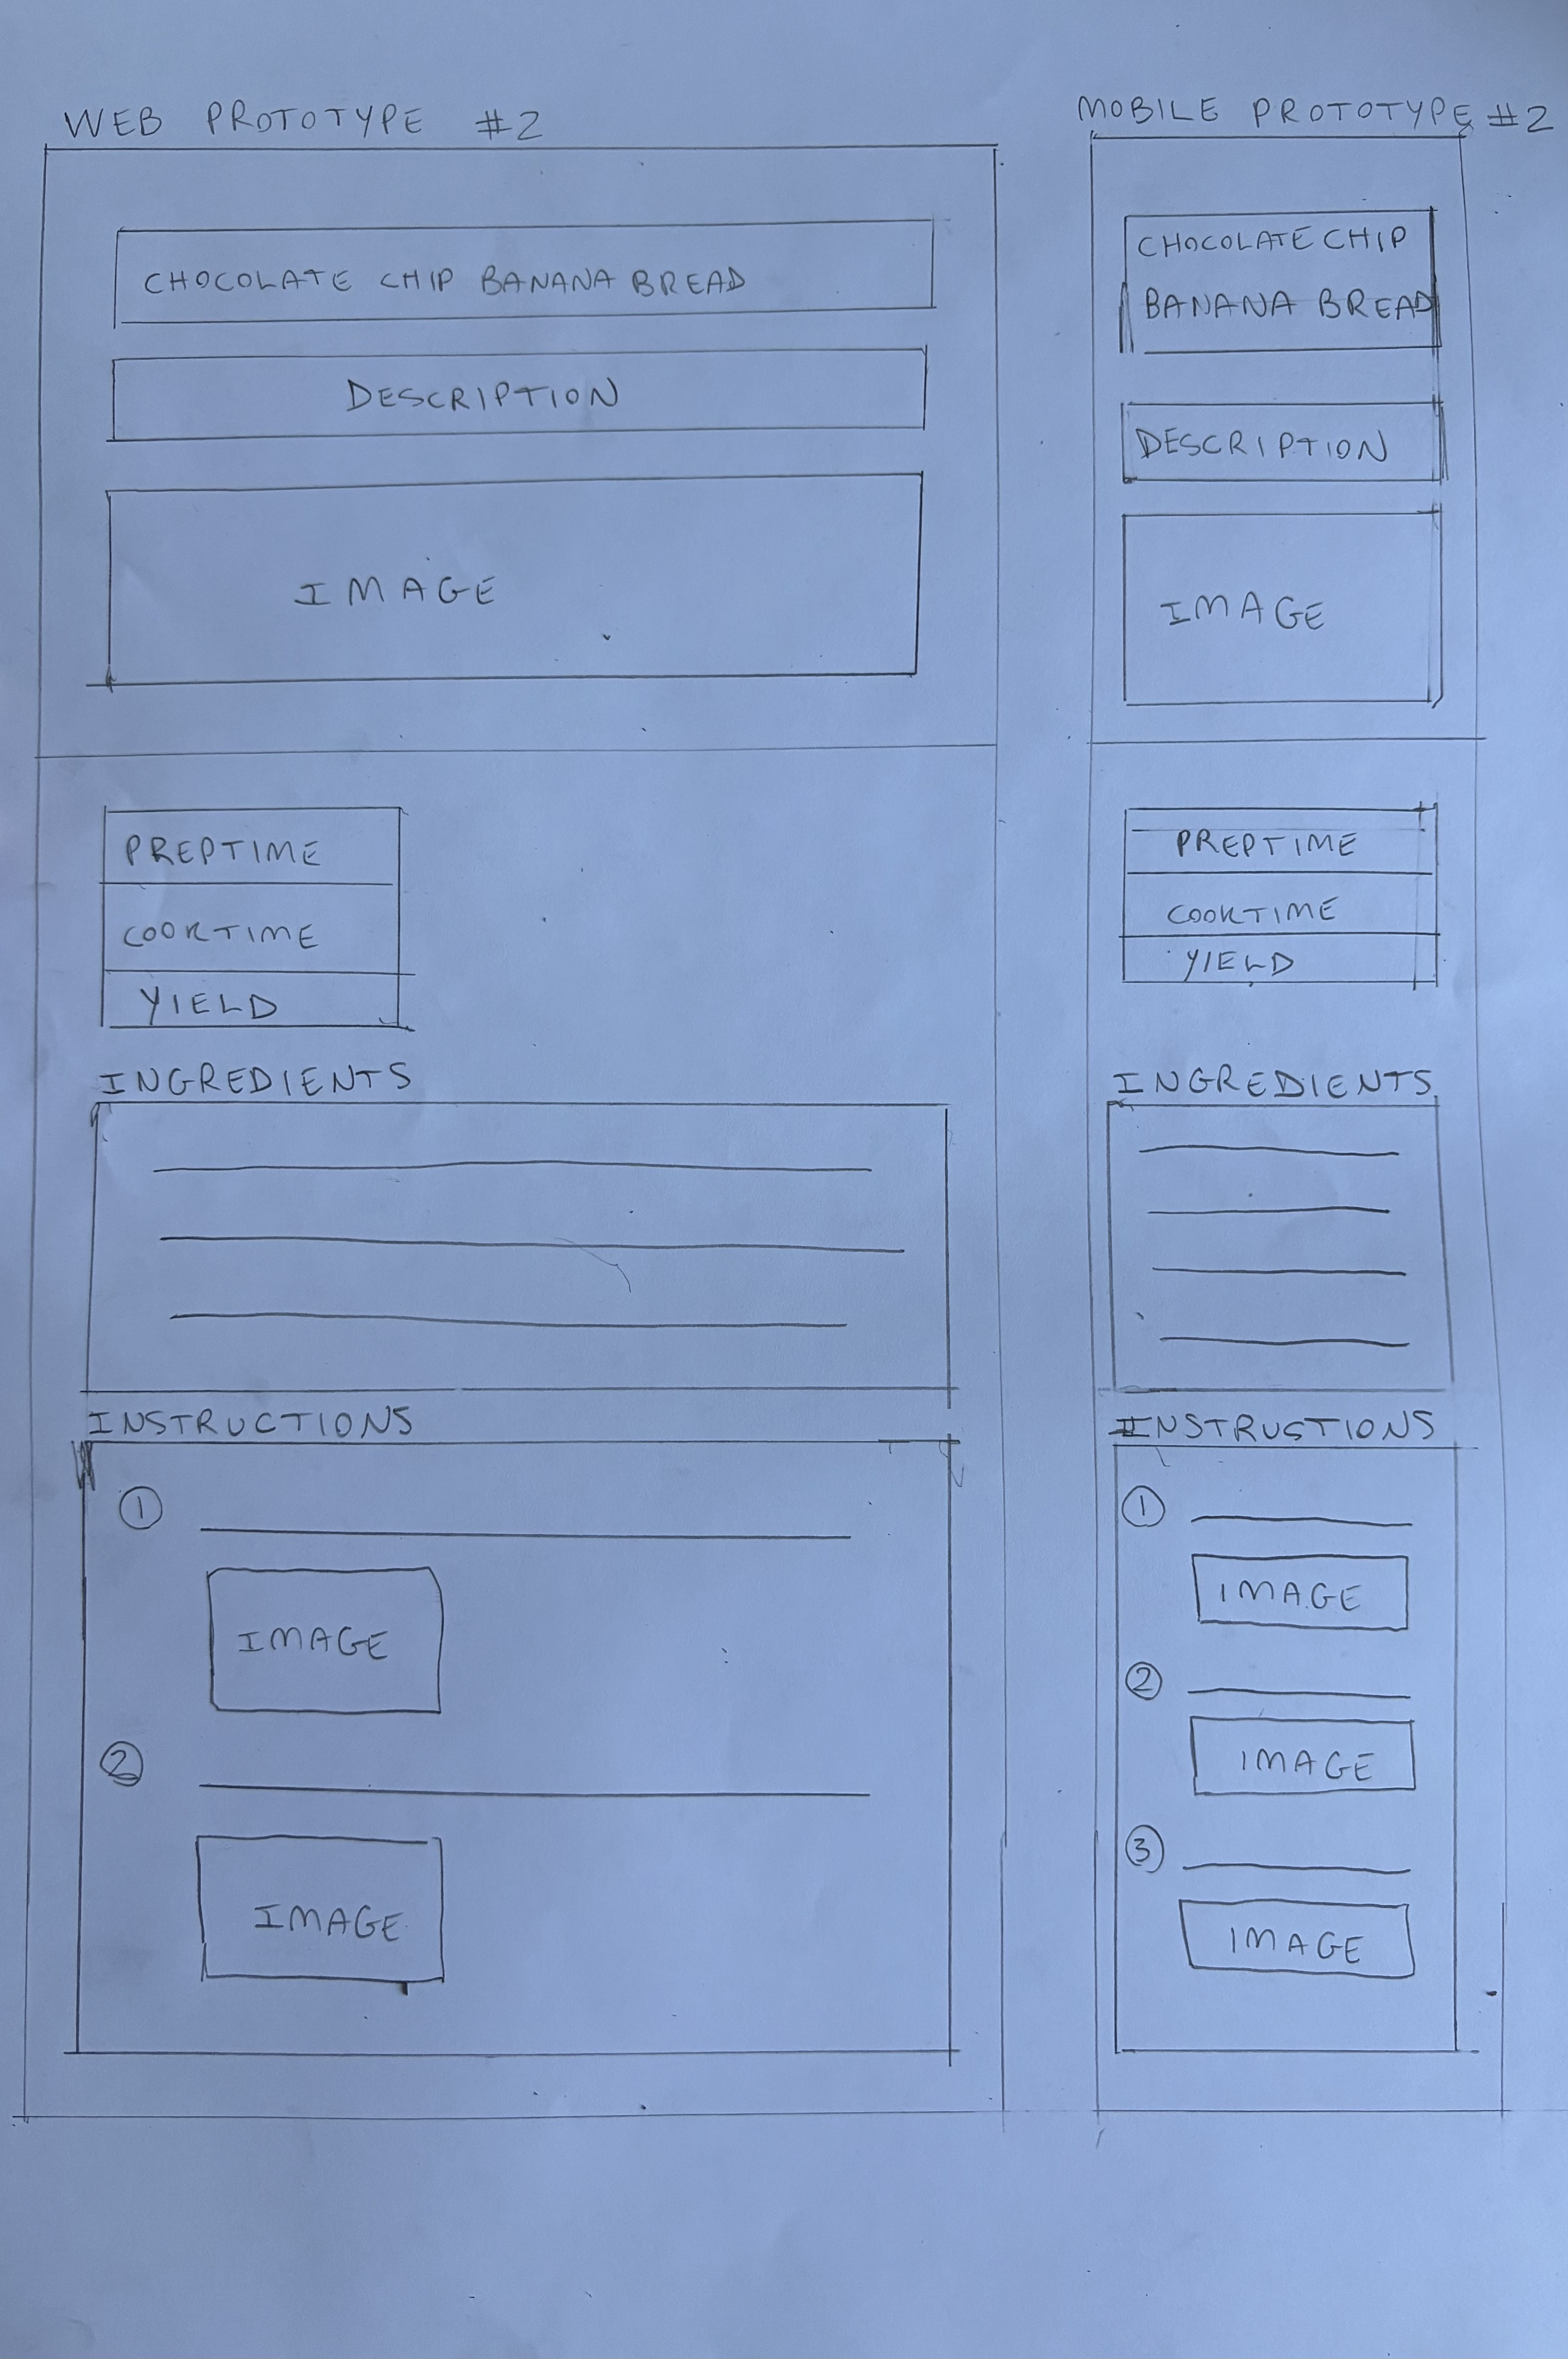 WEB PROTOTYPE #2
CHOCOLATE CHIP BANANA BREAD
DESCRIPTION
IMAGE
PREPTIME
COOKTIME
YIELD
INGREDIENTS
INSTRUCTIONS
1
IMAGE
2
IMAGE
MOBILE PROTOTYPE #2
CHOCOLATE CHIP
BANANA BREAD
DESCRIPTION
IMAGE
PREPTIME
COOKTIME
YIELD
INGREDIENTS
INSTRUSTIONS
1
IMAGE
2
IMAGE
3
IMAGE